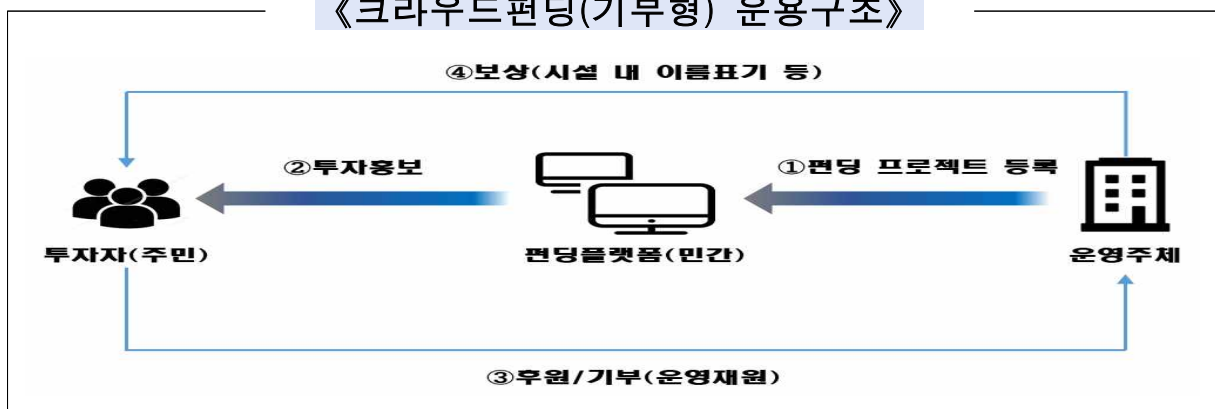 《크라우드펀딩(기부형) 운용구조》
④보상(시설 내 이름표기 등)
②투자홍보
①펀딩 프로젝트 등록
투자자(주민)
펀딩플랫폼(민간)
운영주체
③후원/기부(운영재원)